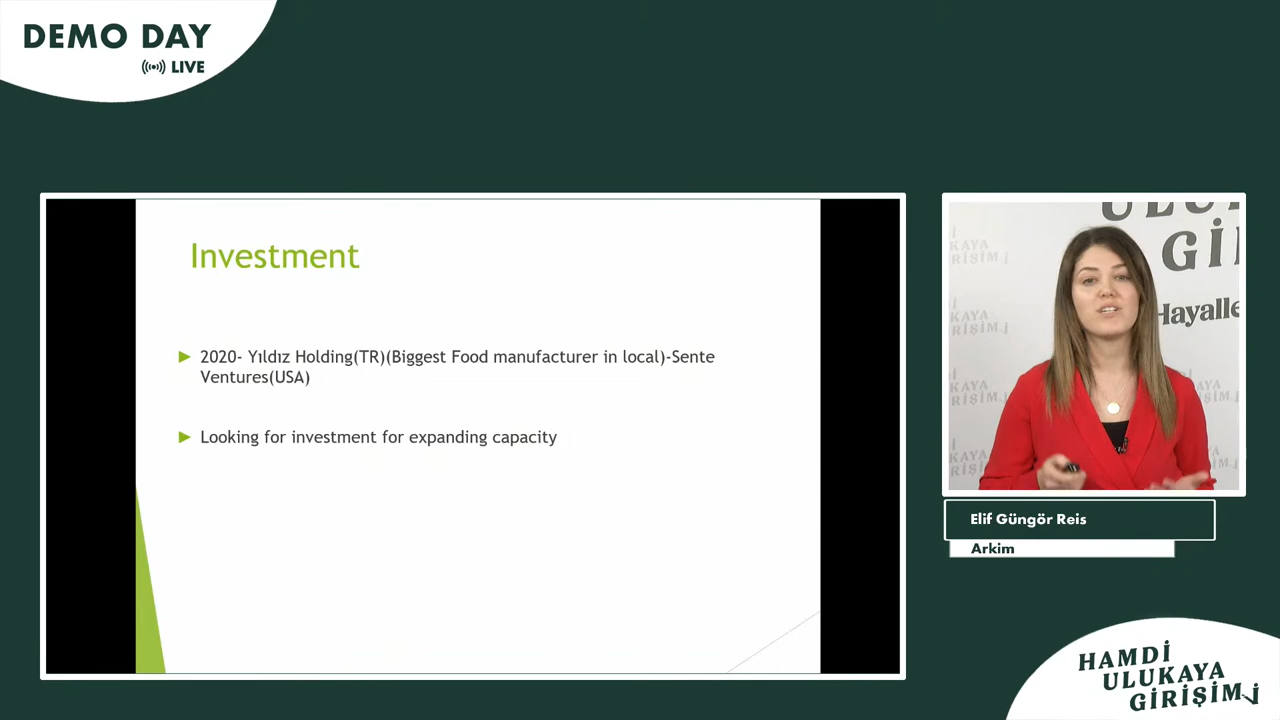 DEMO DAY
LIVE
Investment
2020- Yıldız Holding(TR)(Biggest Food manufacturer in local)-Sente
Ventures(USA)
Looking for investment for expanding capacity
Elif Güngör Reis
Arkim
HAMDİ
ULUKAYA
GİRİŞİMİ